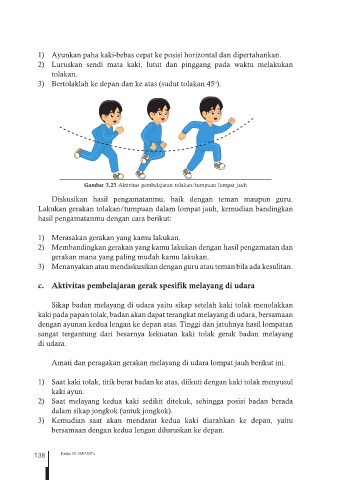 1) Ayunkan paha kaki-bebas cepat ke posisi horizontal dan dipertahankan.
2) Luruskan sendi mata kaki, lutut dan pinggang pada waktu melakukan
tolakan.
3) Bertolaklah ke depan dan ke atas (sudut tolakan 45°).
Gambar 3.23 Aktivitas pembelajaran tolakan/tumpuan lompat jauh
Diskusikan hasil pengamatanmu, baik dengan teman maupun guru.
Lakukan gerakan tolakan/tumpuan dalam lompat jauh, kemudian bandingkan
hasil pengamatanmu dengan cara berikut:
1) Merasakan gerakan yang kamu lakukan.
2) Membandingkan gerakan yang kamu lakukan dengan hasil pengamatan dan
gerakan mana yang paling mudah kamu lakukan.
3) Menanyakan atau mendiskusikan dengan guru atau teman bila ada kesulitan.
c. Aktivitas pembelajaran gerak spesifik melayang di udara
Sikap badan melayang di udara yaitu sikap setelah kaki tolak menolakkan
kaki pada papan tolak, badan akan dapat terangkat melayang di udara, bersamaan
dengan ayunan kedua lengan ke depan atas. Tinggi dan jatuhnya hasil lompatan
sangat tergantung dari besarnya kekuatan kaki tolak gerak badan melayang
di udara.
Amati dan peragakan gerakan melayang di udara lompat jauh berikut ini.
1) Saat kaki tolak, titik berat badan ke atas, diikuti dengan kaki tolak menyusul
kaki ayun.
2) Saat melayang kedua kaki sedikit ditekuk, sehingga posisi badan berada
dalam sikap jongkok (untuk jongkok).
3) Kemudian saat akan mendarat kedua kaki diarahkan ke depan, yaitu
bersamaan dengan kedua lengan diluruskan ke depan.
138
Kelas VII SMP/MTs